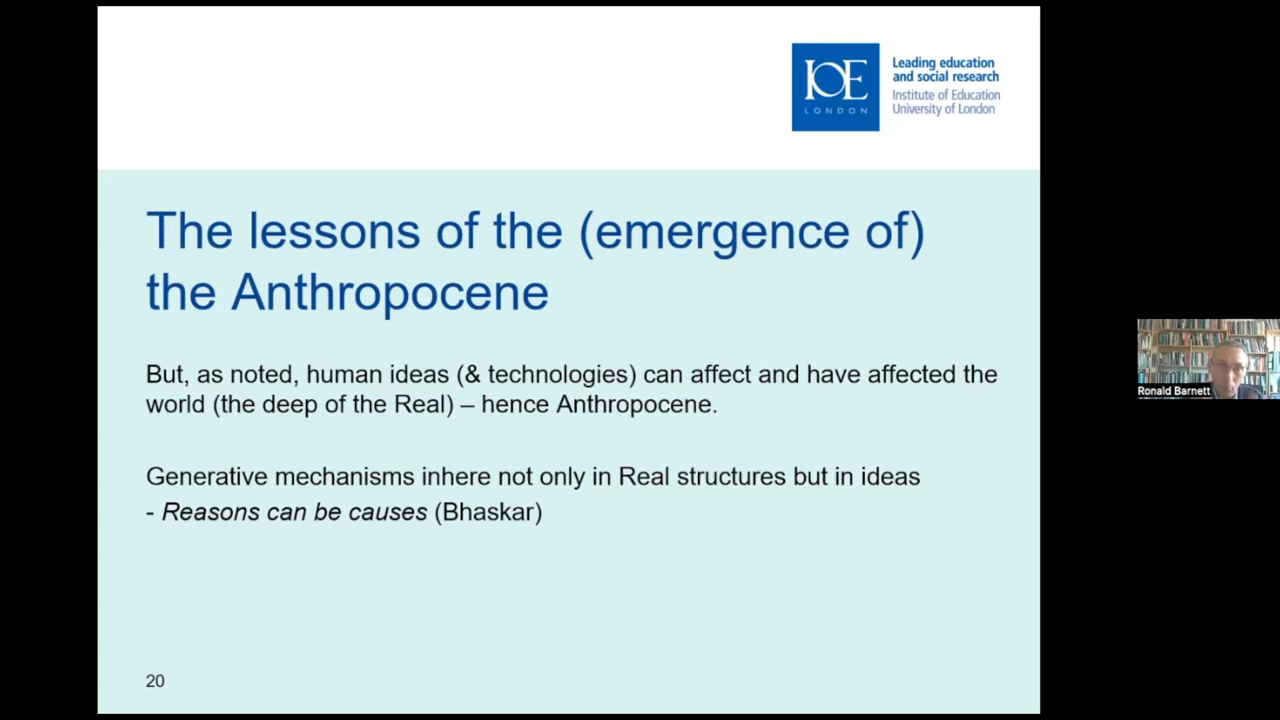 IOE
LONDON
Leading education
and social research
Institute of Education
University of London
The lessons of the (emergence of)
the Anthropocene
But, as noted, human ideas (& technologies) can affect and have affected the
world (the deep of the Real) – hence Anthropocene.
Generative mechanisms inhere not only in Real structures but in ideas
- Reasons can be causes (Bhaskar)
20
Ronald Barnett